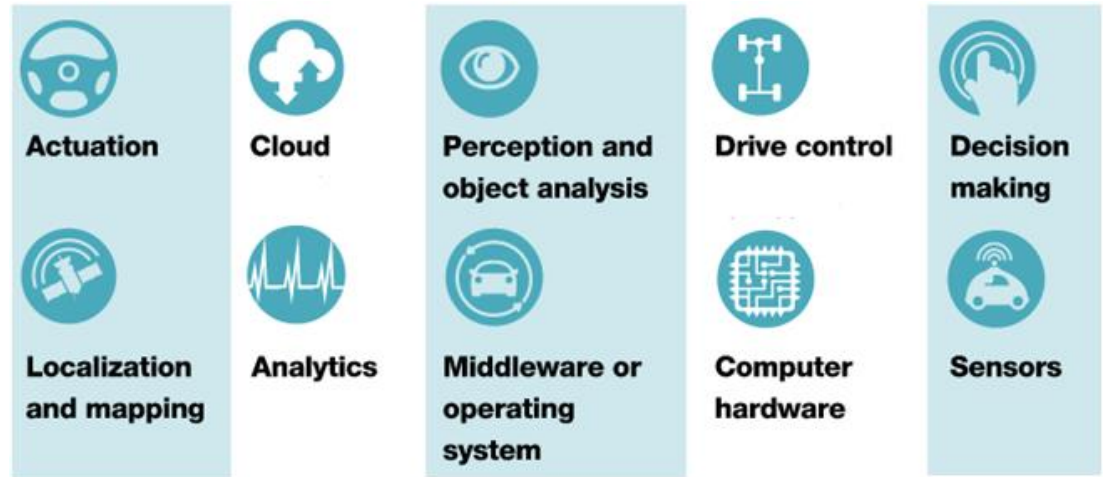 Actuation
Cloud
Perception and
object analysis
Drive control
Decision
making
Localization
and mapping
Analytics
Middleware or
operating
system
Computer
hardware
Sensors